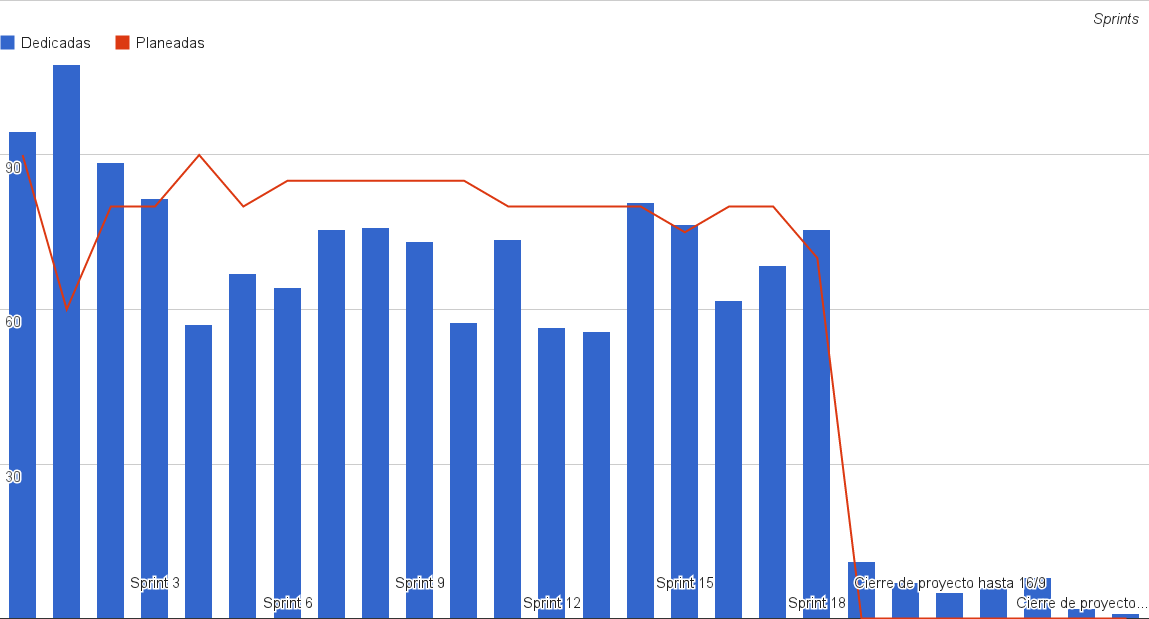 Sprints
Dedicadas Planeadas
90
60
30
Sprint 3 Sprint 9 Sprint 15 Cierre de proyecto hasta 16/9
Sprint 6 Sprint 12 Sprint 18 Cierre de proyecto...